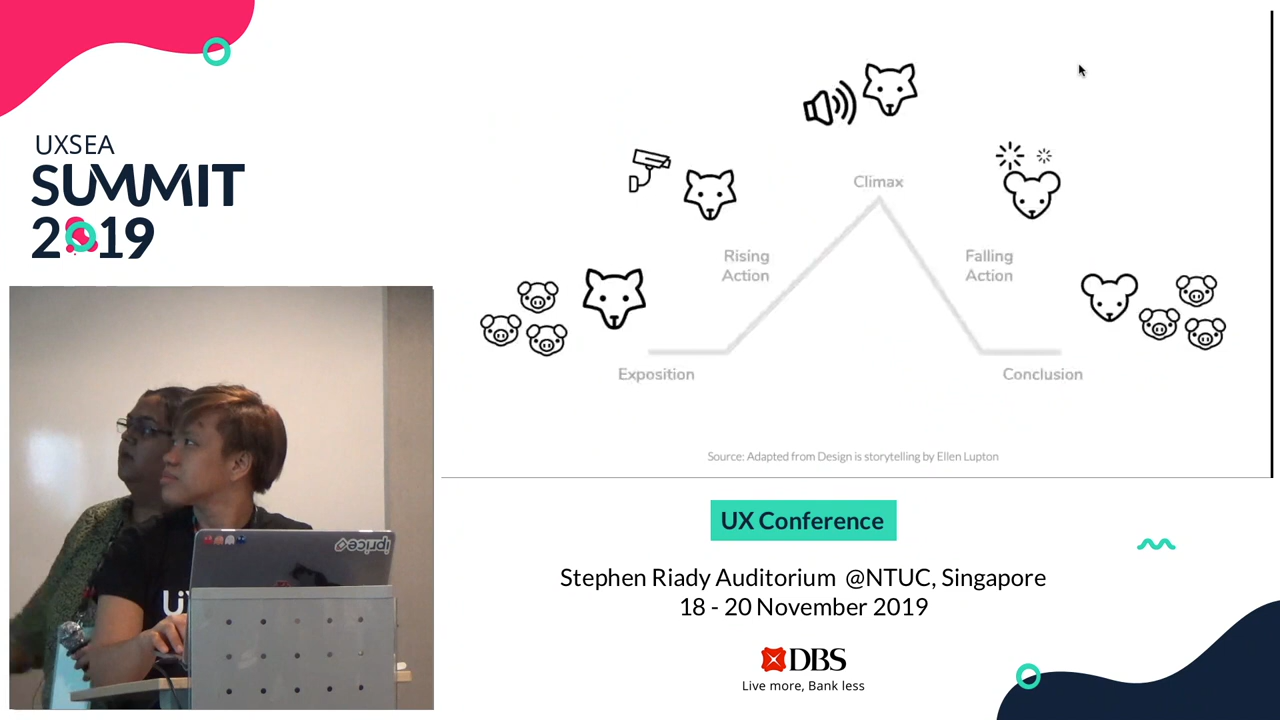 UXSEA
SUMMIT
2019
Climax
Rising
Action
Falling
Action
Exposition
Conclusion
Source: Adapted from Design is storytelling by Ellen Lupton
UX Conference
Stephen Riady Auditorium @NTUC, Singapore
18 - 20 November 2019
DBS
Live more, Bank less
iprice